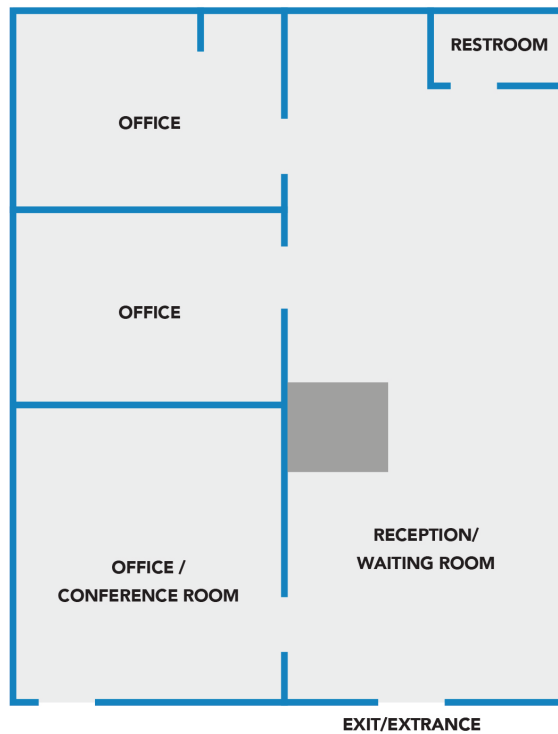 RESTROOM
OFFICE
OFFICE
RECEPTION/
WAITING ROOM
OFFICE /
CONFERENCE ROOM
EXIT/EXTRANCE